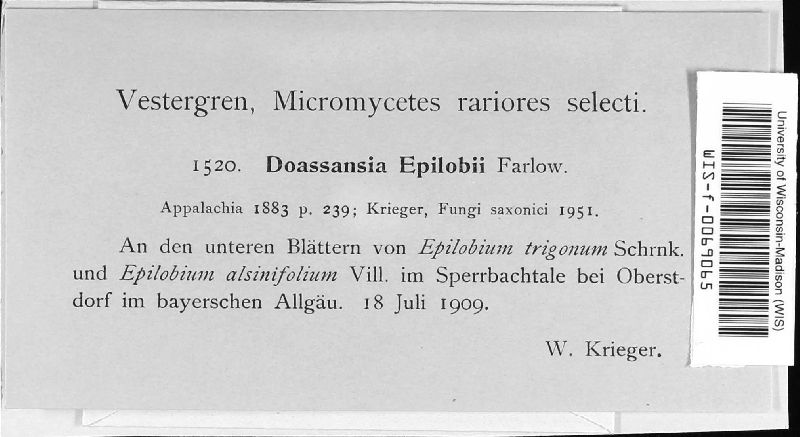 Vestergren, Micromycetes rariores selecti.
1520. Doassansia Epilobii Farlow.
Appalachia 1883 p. 239; Krieger, Fungi saxonici 1951.
An den unteren Blättern von Epilobium trigonum Schrnk.
und Epilobium alsinifolium Vill. im Sperrbachtale bei Oberst-
dorf im bayerschen Allgäu. 18 Juli 1909.
W. Krieger.
University of Wisconsin-Madison (WIS)
WIS-f-0069065